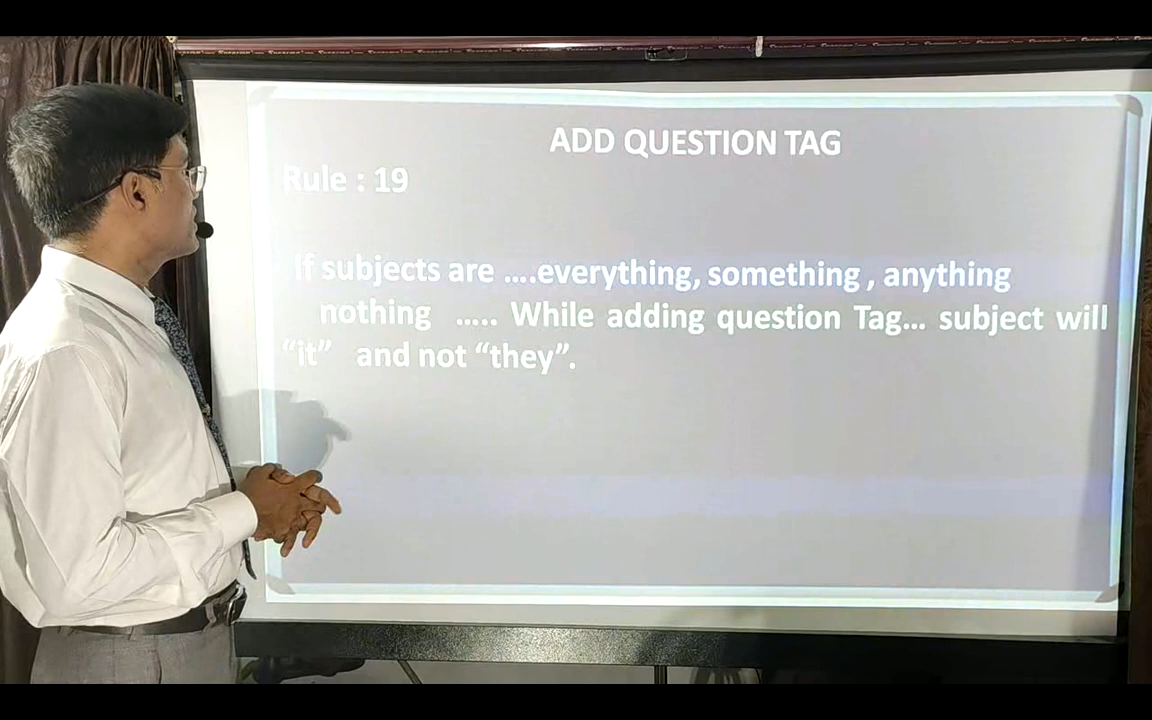 ADD QUESTION TAG
Rule : 19
If subjects are ....everything, something , anything
nothing ..... While adding question Tag... subject will
“it” and not “they”.